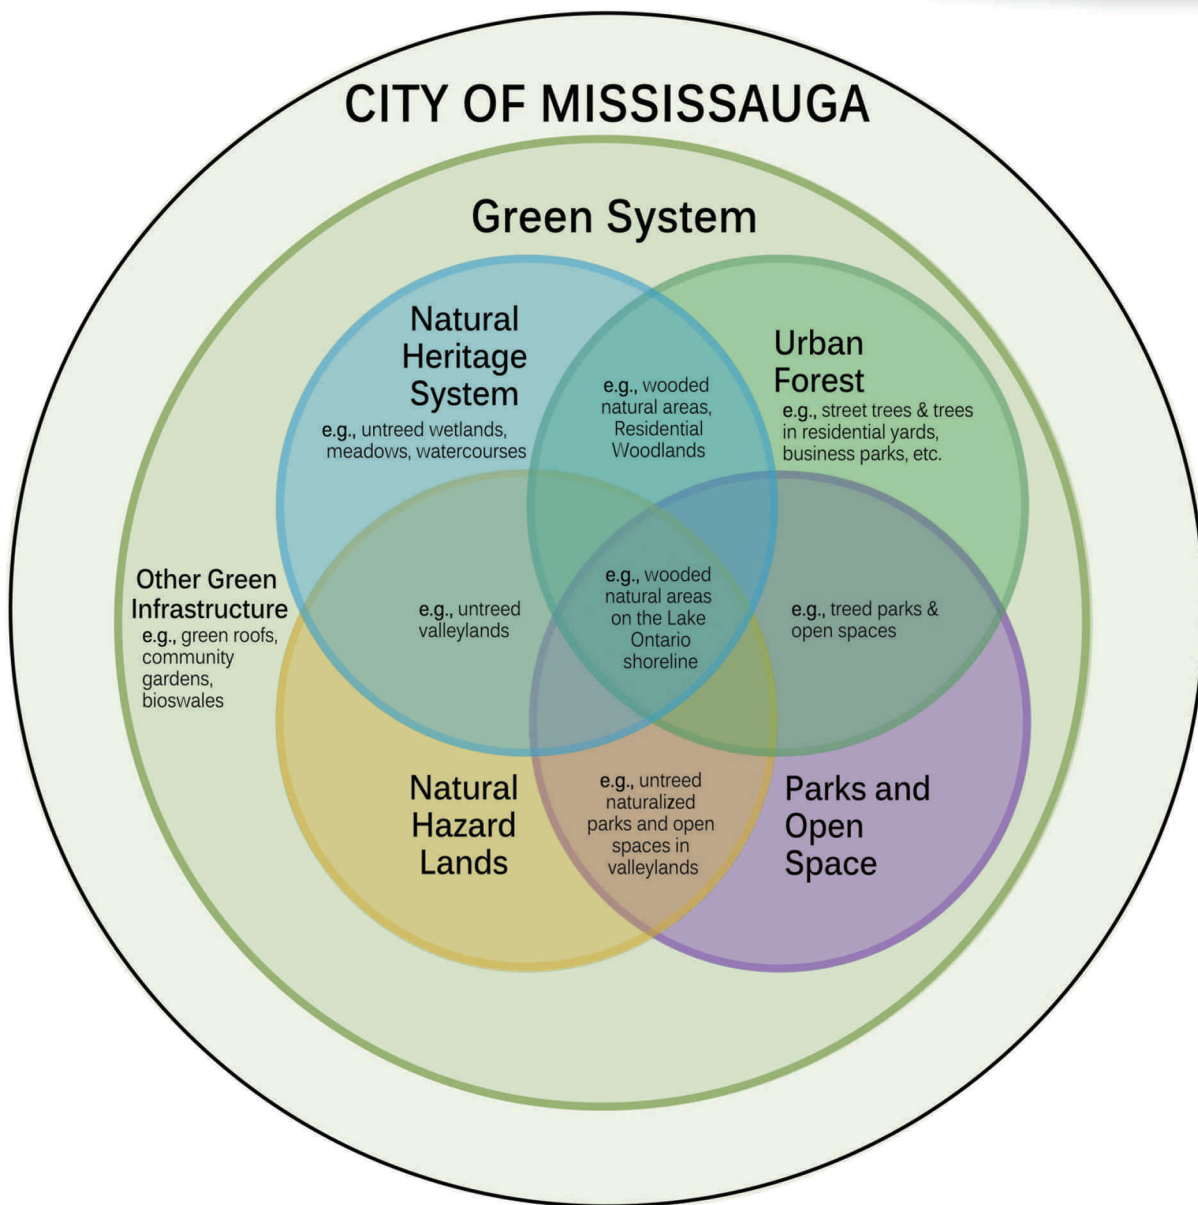 CITY OF MISSISSAUGA
Green System
Natural
Heritage
System
e.g., untreed wetlands,
meadows, watercourses
e.g., wooded
natural areas,
Residential
Woodlands
Urban
Forest
e.g., street trees & trees
in residential yards,
business parks, etc.
Other Green
Infrastructure
e.g., green roofs,
community
gardens,
bioswales
e.g., untreed
valleylands
e.g., wooded
natural areas
on the Lake
Ontario
shoreline
e.g., treed parks &
open spaces
Natural
Hazard
Lands
e.g., untreed
naturalized
parks and open
spaces in
valleylands
Parks and
Open
Space